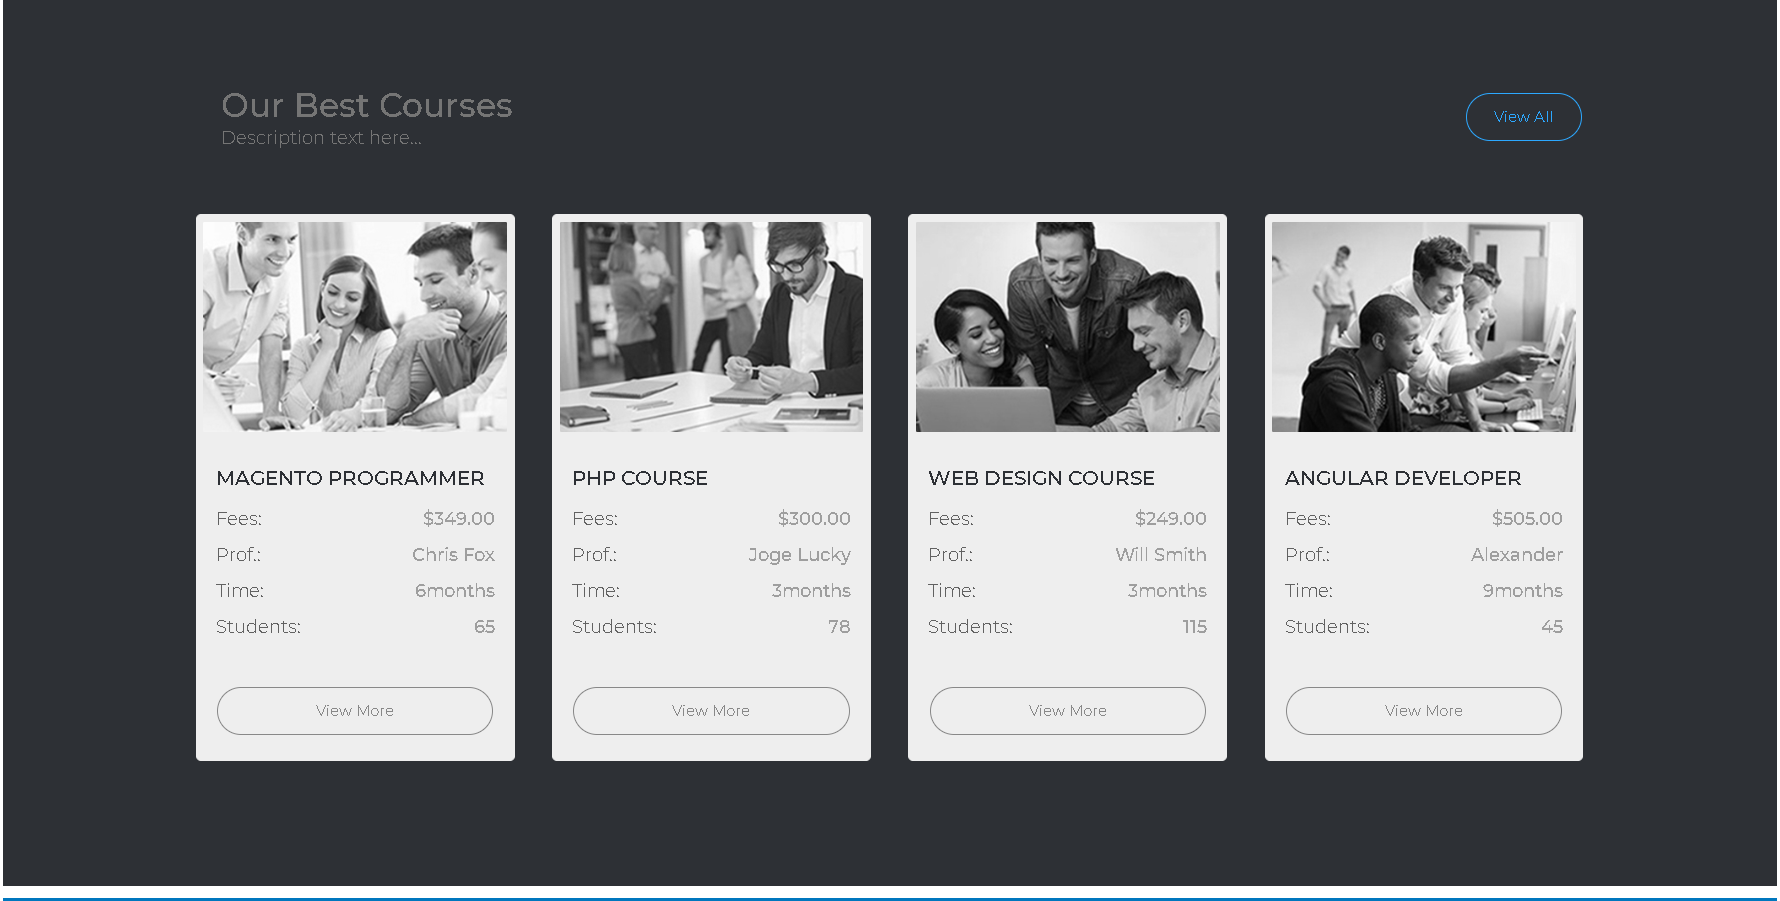 Our Best Courses
Description text here...
View All
MAGENTO PROGRAMMER
Fees: $349.00
Prof.: Chris Fox
Time: 6months
Students: 65
View More
PHP COURSE
Fees: $300.00
Prof.: Joge Lucky
Time: 3months
Students: 78
View More
WEB DESIGN COURSE
Fees: $249.00
Prof.: Will Smith
Time: 3months
Students: 115
View More
ANGULAR DEVELOPER
Fees: $505.00
Prof.: Alexander
Time: 9months
Students: 45
View More